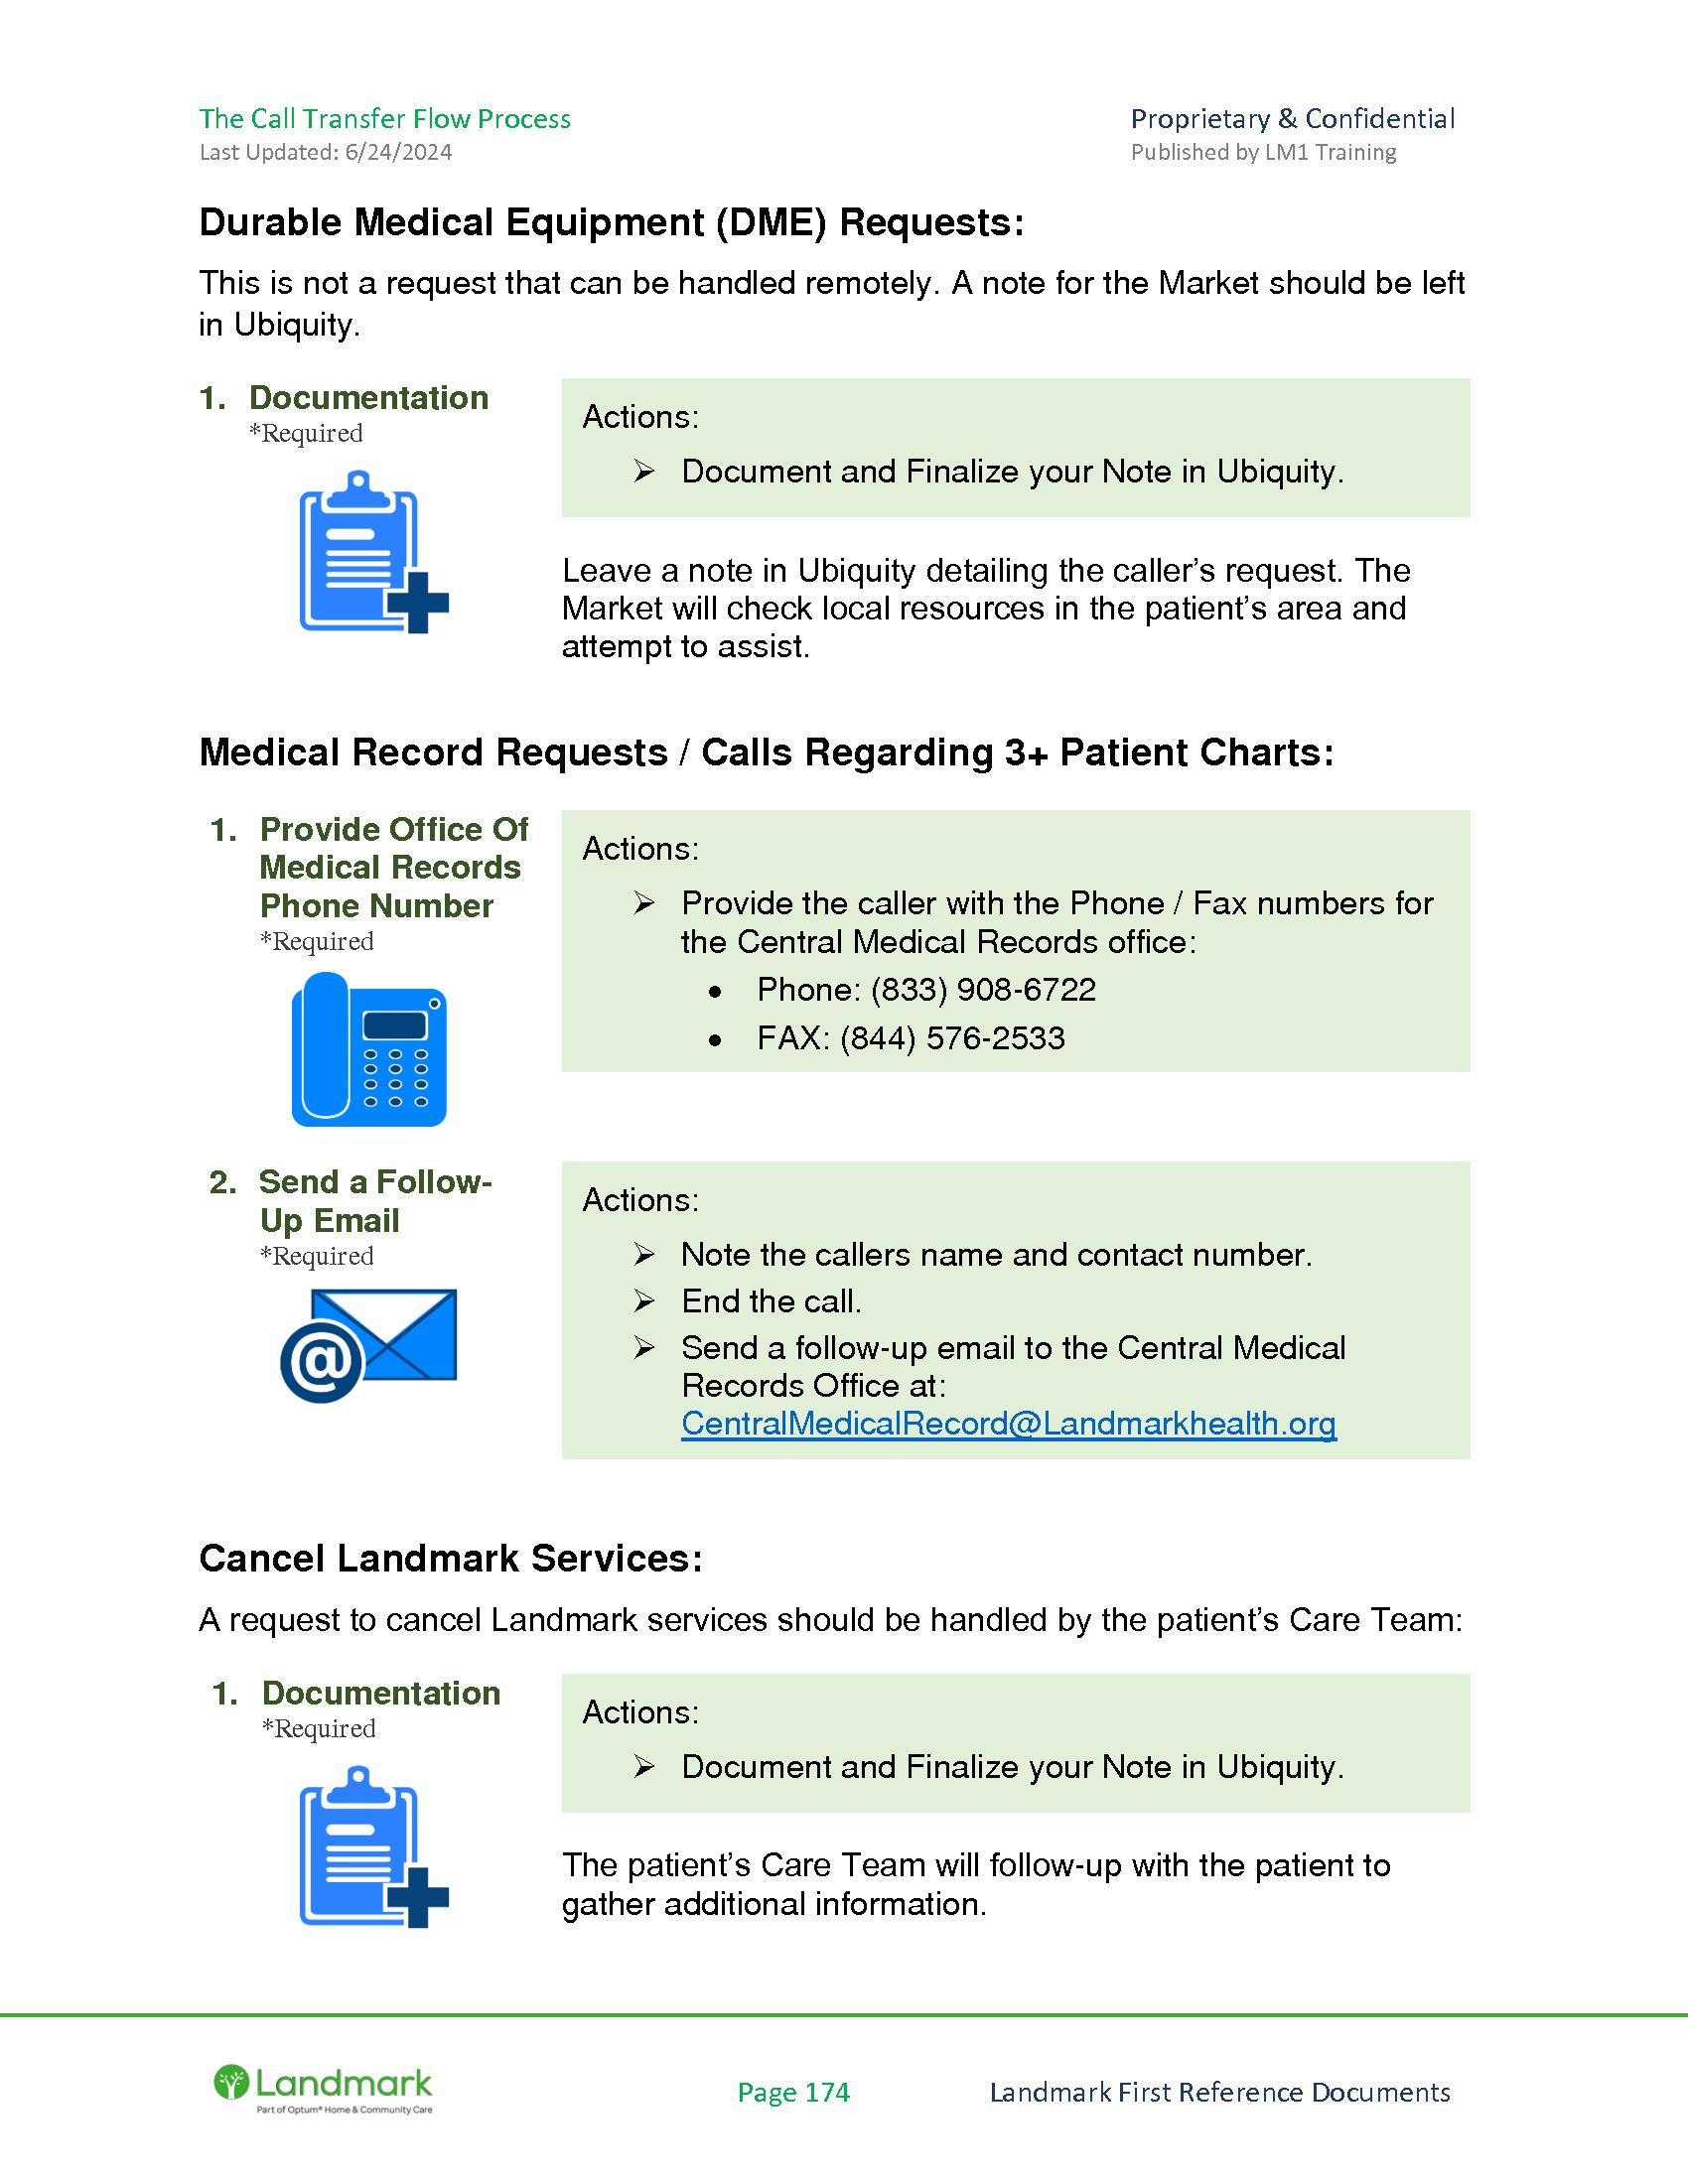 The Call Transfer Flow Process
Proprietary & Confidential
Last Updated: 6/24/2024
Published by LM1 Training
Durable Medical Equipment (DME) Requests:
This is not a request that can be handled remotely. A note for the Market should be left
in Ubiquity.
1. Documentation
*Required
Actions:
➢ Document and Finalize your Note in Ubiquity.
Leave a note in Ubiquity detailing the caller’s request. The
Market will check local resources in the patient’s area and
attempt to assist.
Medical Record Requests / Calls Regarding 3+ Patient Charts:
1. Provide Office Of
Medical Records
Phone Number
*Required
Actions:
➢ Provide the caller with the Phone / Fax numbers for
the Central Medical Records office:
• Phone: (833) 908-6722
• FAX: (844) 576-2533
2. Send a Follow-
Up Email
*Required
@
Actions:
➢ Note the callers name and contact number.
➢ End the call.
➢ Send a follow-up email to the Central Medical
Records Office at:
CentralMedicalRecord@Landmarkhealth.org
Cancel Landmark Services:
A request to cancel Landmark services should be handled by the patient’s Care Team:
1. Documentation
*Required
Actions:
➢ Document and Finalize your Note in Ubiquity.
The patient’s Care Team will follow-up with the patient to
gather additional information.
Landmark
Part of Optum® Home & Community Care
Page 174
Landmark First Reference Documents